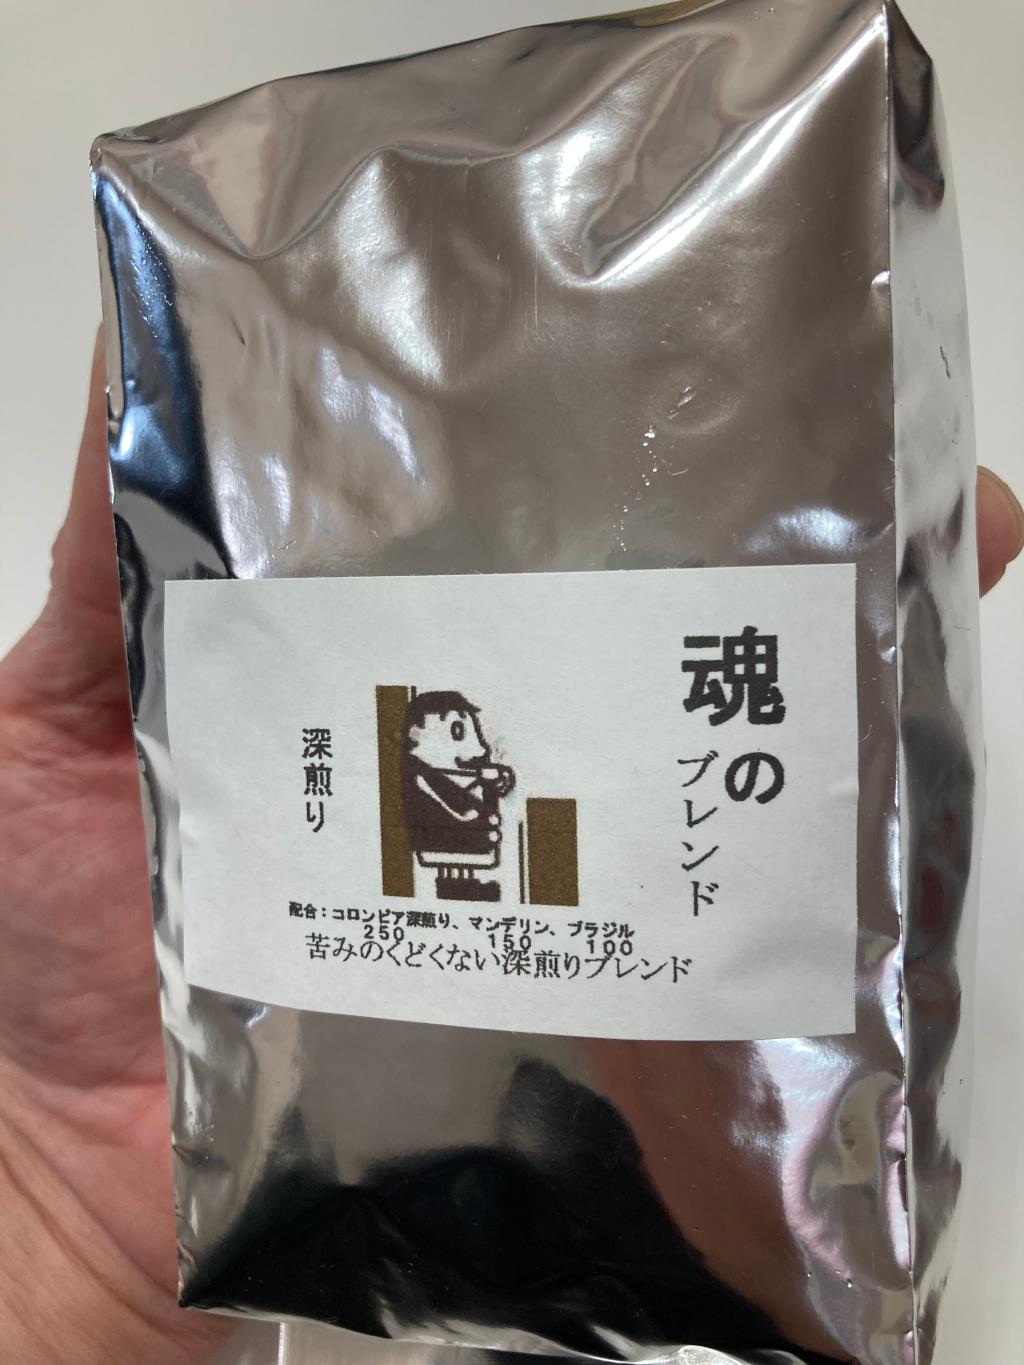 魂の
ブレンド
深煎り
配合：コロンビア深煎り、マンデリン、ブラジル
250 150 100
苦みのくどくない深煎りブレンド